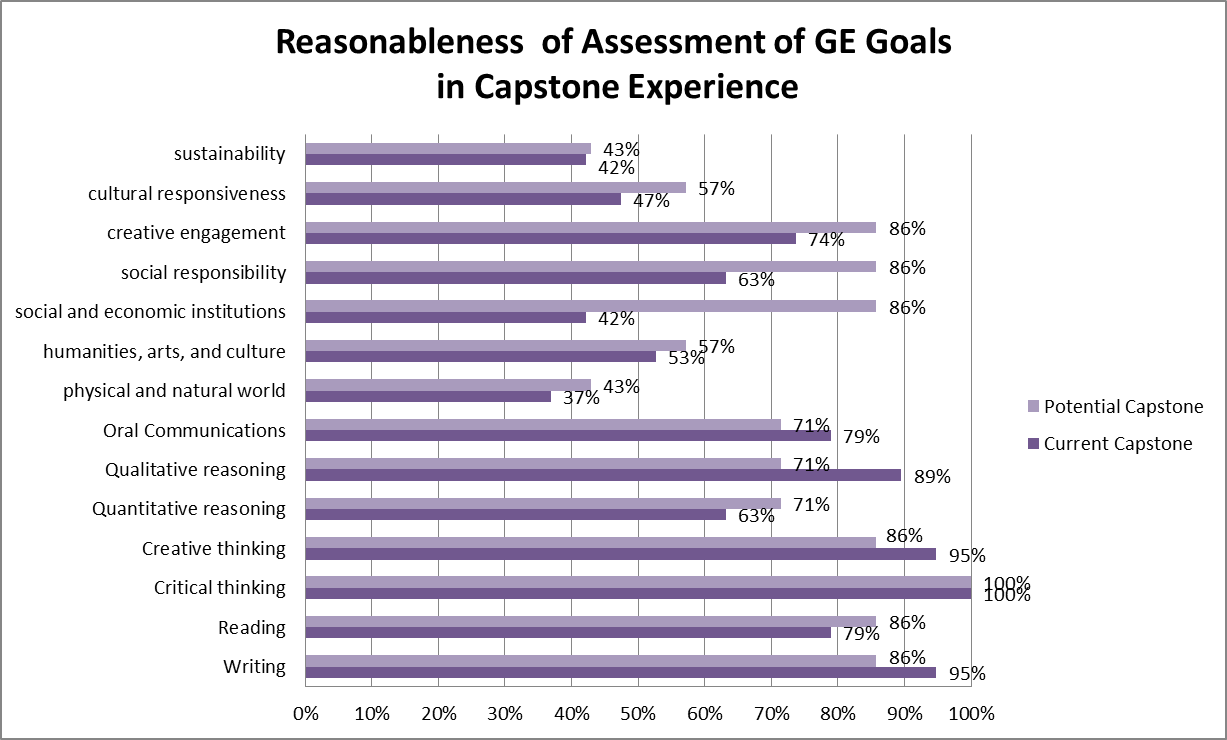 Reasonableness of Assessment of GE Goals
in Capstone Experience
sustainability
43%
42%
cultural responsiveness
57%
47%
creative engagement
86%
74%
social responsibility
86%
63%
social and economic institutions
86%
42%
humanities, arts, and culture
57%
53%
physical and natural world
43%
37%
Oral Communications
71%
79%
Qualitative reasoning
71%
89%
Quantitative reasoning
71%
63%
Creative thinking
86%
95%
Critical thinking
100%
100%
Reading
86%
79%
Writing
86%
95%
0% 10% 20% 30% 40% 50% 60% 70% 80% 90% 100%
Potential Capstone
Current Capstone